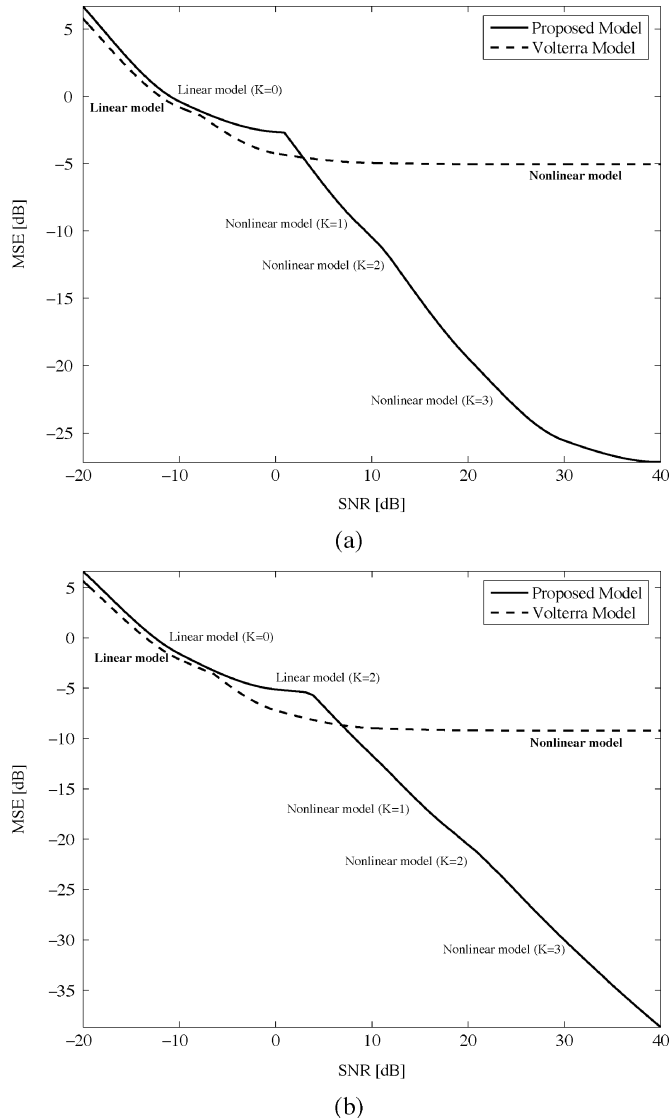 5
0
−5
−10
−15
−20
−25
MSE [dB]
Proposed Model
Volterra Model
Linear model (K=0)
Linear model
Nonlinear model
Nonlinear model (K=1)
Nonlinear model (K=2)
Nonlinear model (K=3)
−20 −10 0 10 20 30 40
SNR [dB]
(a)
5
0
−5
−10
−15
−20
−25
−30
−35
MSE [dB]
Proposed Model
Volterra Model
Linear model (K=0)
Linear model
Linear model (K=2)
Nonlinear model
Nonlinear model (K=1)
Nonlinear model (K=2)
Nonlinear model (K=3)
−20 −10 0 10 20 30 40
SNR [dB]
(b)